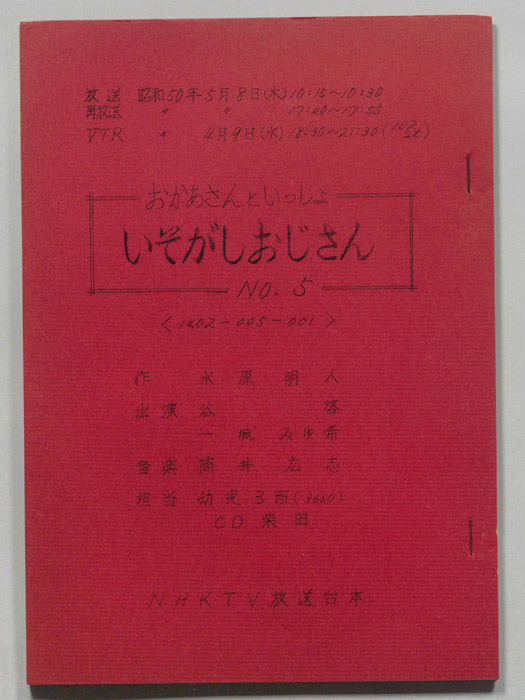 放送 昭和50年5月8日(木)10:15~10:30
再放送 〃 〃 17:40~17:55
VTR 〃 4月9日(水)18:30~21:30(102st)
おかあさんといっしょ
いそがしおじさん
NO.5
<1402-005-001>
作 永原明人
出演 谷 啓
一城みゆ希
音楽 筒井広志
担当 幼児3班(3660)
CD 柴田
NHKTV放送台本